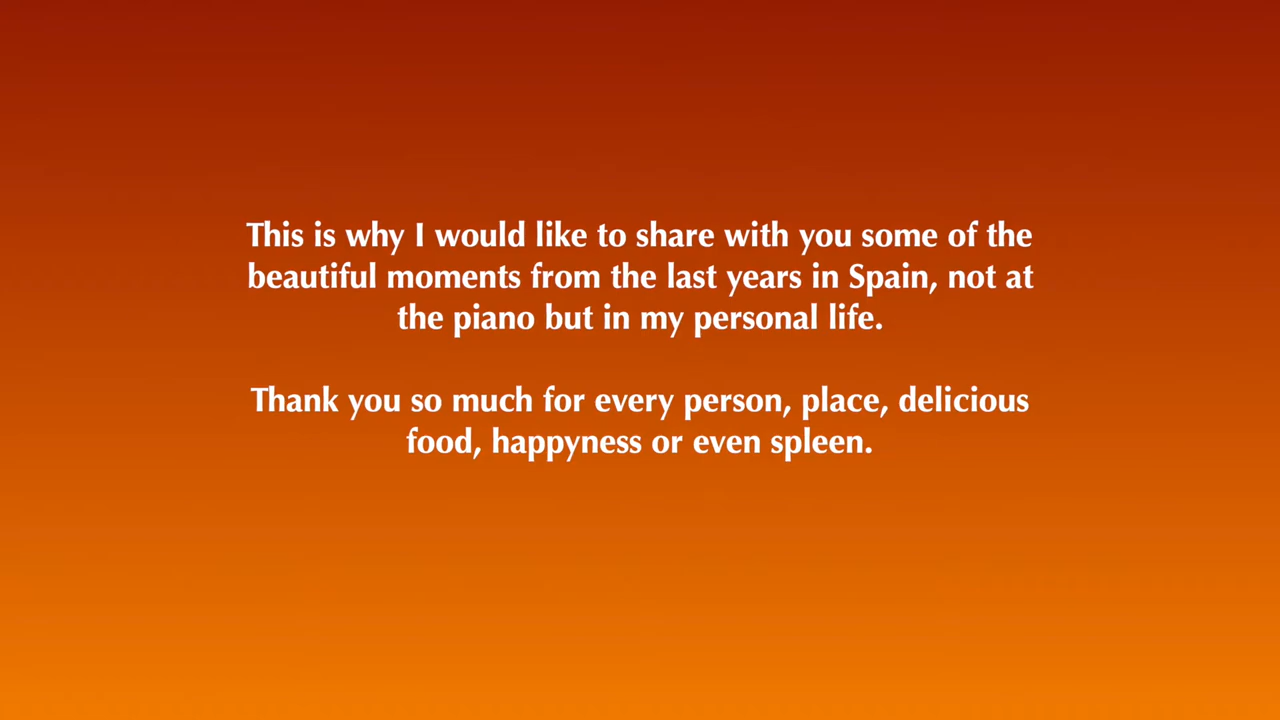 This is why I would like to share with you some of the
beautiful moments from the last years in Spain, not at
the piano but in my personal life.
Thank you so much for every person, place, delicious
food, happyness or even spleen.